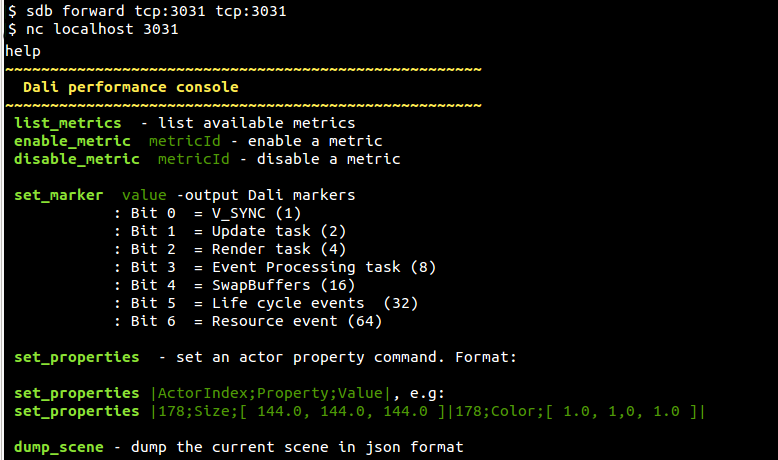 $ sdb forward tcp:3031 tcp:3031
$ nc localhost 3031
help
~~~~~~~~~~~~~~~~~~~~~~~~~~~~~~~~~~~~~~~~~~~~~~~~~~~~~
Dali performance console
~~~~~~~~~~~~~~~~~~~~~~~~~~~~~~~~~~~~~~~~~~~~~~~~~~~~~
list_metrics - list available metrics
enable_metric metricId - enable a metric
disable_metric metricId - disable a metric
set_marker value -output Dali markers
: Bit 0 = V_SYNC (1)
: Bit 1 = Update task (2)
: Bit 2 = Render task (4)
: Bit 3 = Event Processing task (8)
: Bit 4 = SwapBuffers (16)
: Bit 5 = Life cycle events (32)
: Bit 6 = Resource event (64)
set_properties - set an actor property command. Format:
set_properties |ActorIndex;Property;Value|, e.g:
set_properties |178;Size;[ 144.0, 144.0, 144.0 ]|178;Color;[ 1.0, 1,0, 1.0 ]|
dump_scene - dump the current scene in json format